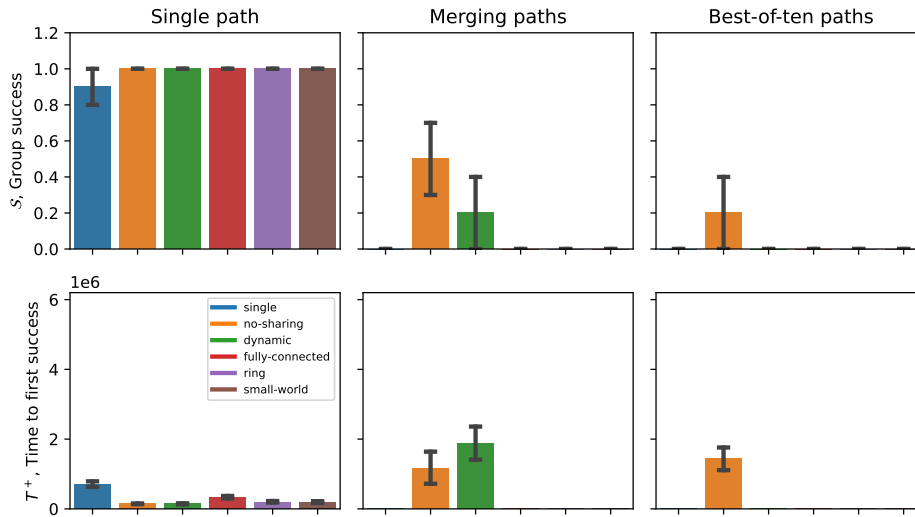 Single path
Merging paths
Best-of-ten paths
𝒮, Group success
1.2
1.0
0.8
0.6
0.4
0.2
0.0
1e6
T⁺, Time to first success
6
4
2
0
single
no-sharing
dynamic
fully-connected
ring
small-world